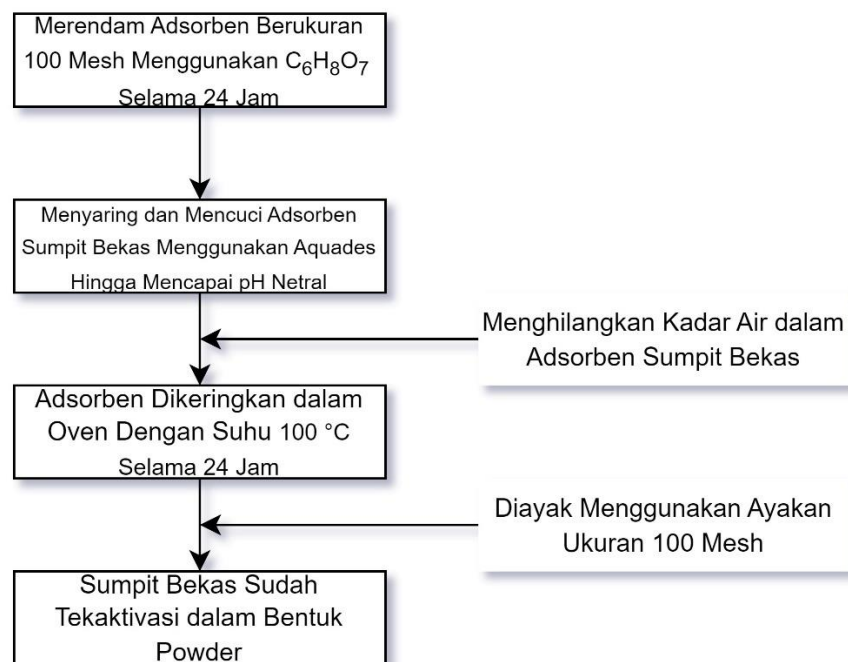 Merendam Adsorben Berukuran
100 Mesh Menggunakan C₆H₈O₇
Selama 24 Jam
Menyaring dan Mencuci Adsorben
Sumpit Bekas Menggunakan Aquades
Hingga Mencapai pH Netral
Menghilangkan Kadar Air dalam
Adsorben Sumpit Bekas
Adsorben Dikeringkan dalam
Oven Dengan Suhu 100 °C
Selama 24 Jam
Diayak Menggunakan Ayakan
Ukuran 100 Mesh
Sumpit Bekas Sudah
Tekaktivasi dalam Bentuk
Powder